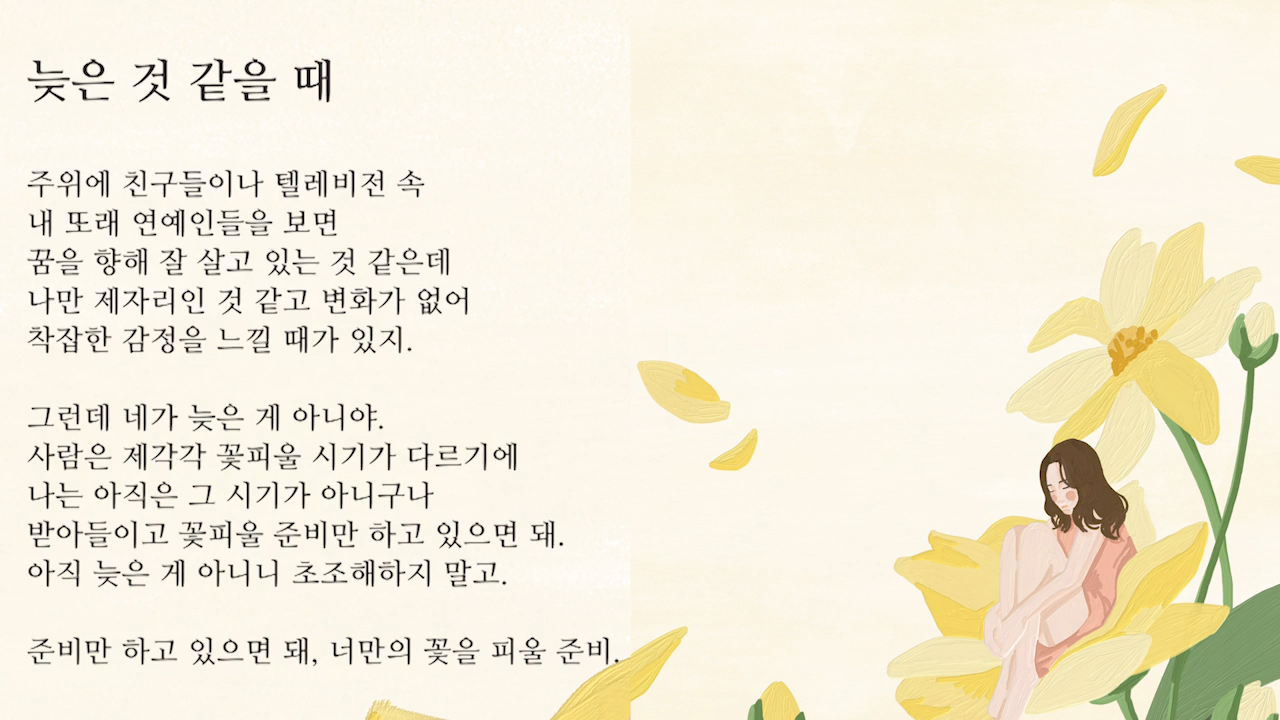 늦은 것 같을 때
주위에 친구들이나 텔레비전 속
내 또래 연예인들을 보면
꿈을 향해 잘 살고 있는 것 같은데
나만 제자리인 것 같고 변화가 없어
착잡한 감정을 느낄 때가 있지.
그런데 네가 늦은 게 아니야.
사람은 제각각 꽃피울 시기가 다르기에
나는 아직은 그 시기가 아니구나
받아들이고 꽃피울 준비만 하고 있으면 돼.
아직 늦은 게 아니니 초조해하지 말고.
준비만 하고 있으면 돼, 너만의 꽃을 피울 준비.